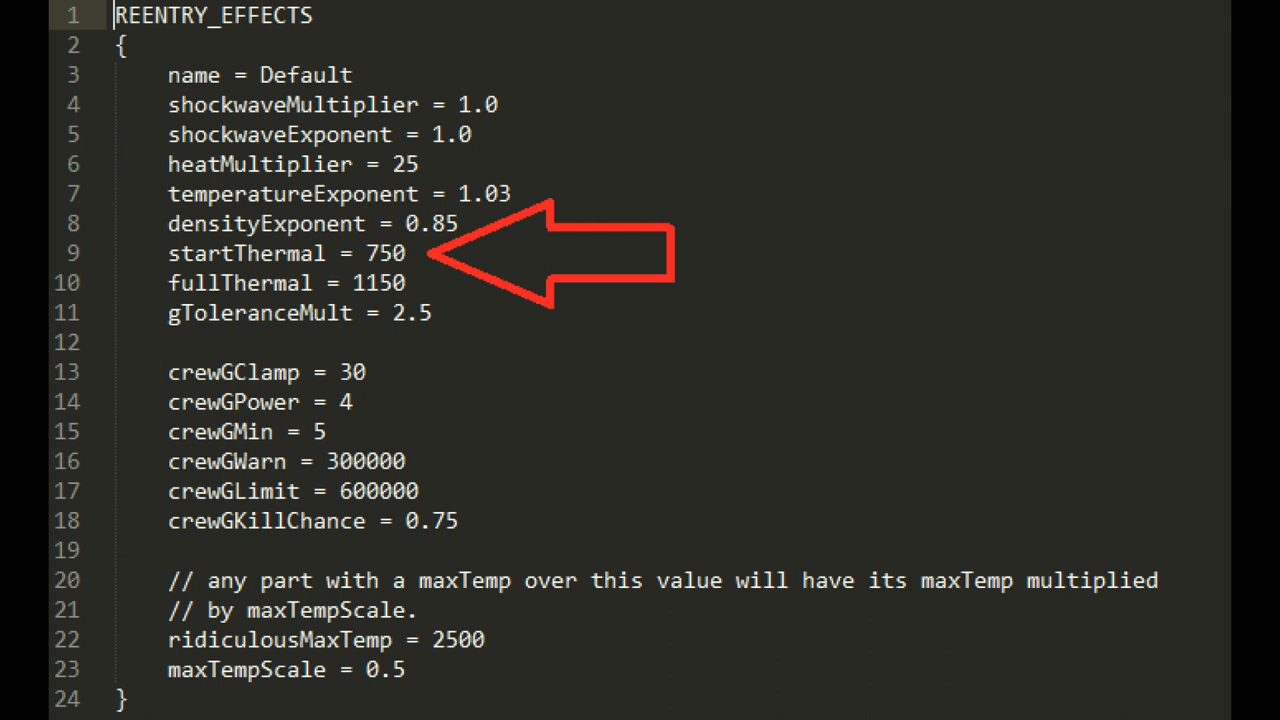 1 REENTRY_EFFECTS
2 {
3 name = Default
4 shockwaveMultiplier = 1.0
5 shockwaveExponent = 1.0
6 heatMultiplier = 25
7 temperatureExponent = 1.03
8 densityExponent = 0.85
9 startThermal = 750
10 fullThermal = 1150
11 gToleranceMult = 2.5
12
13 crewGClamp = 30
14 crewGPower = 4
15 crewGMin = 5
16 crewGWarn = 300000
17 crewGLimit = 600000
18 crewGKillChance = 0.75
19
20 // any part with a maxTemp over this value will have its maxTemp multiplied
21 // by maxTempScale.
22 ridiculousMaxTemp = 2500
23 maxTempScale = 0.5
24 }